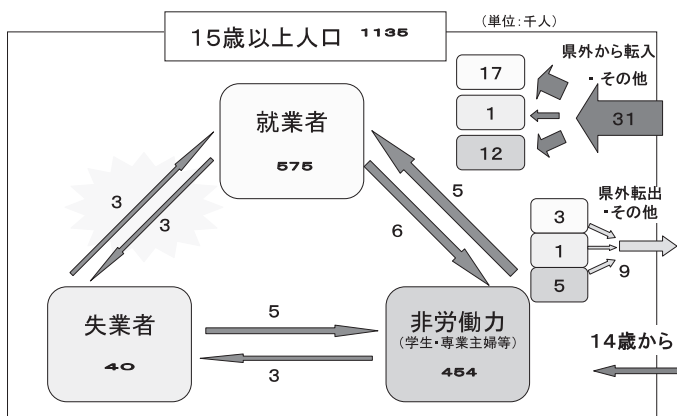 15歳以上人口 1135
（単位：千人）
県外から転入
・その他
17
1
12
31
就業者
575
3
3
5
6
県外転出
・その他
3
1
5
9
失業者
40
5
3
非労働力
（学生・専業主婦等）
454
14歳から